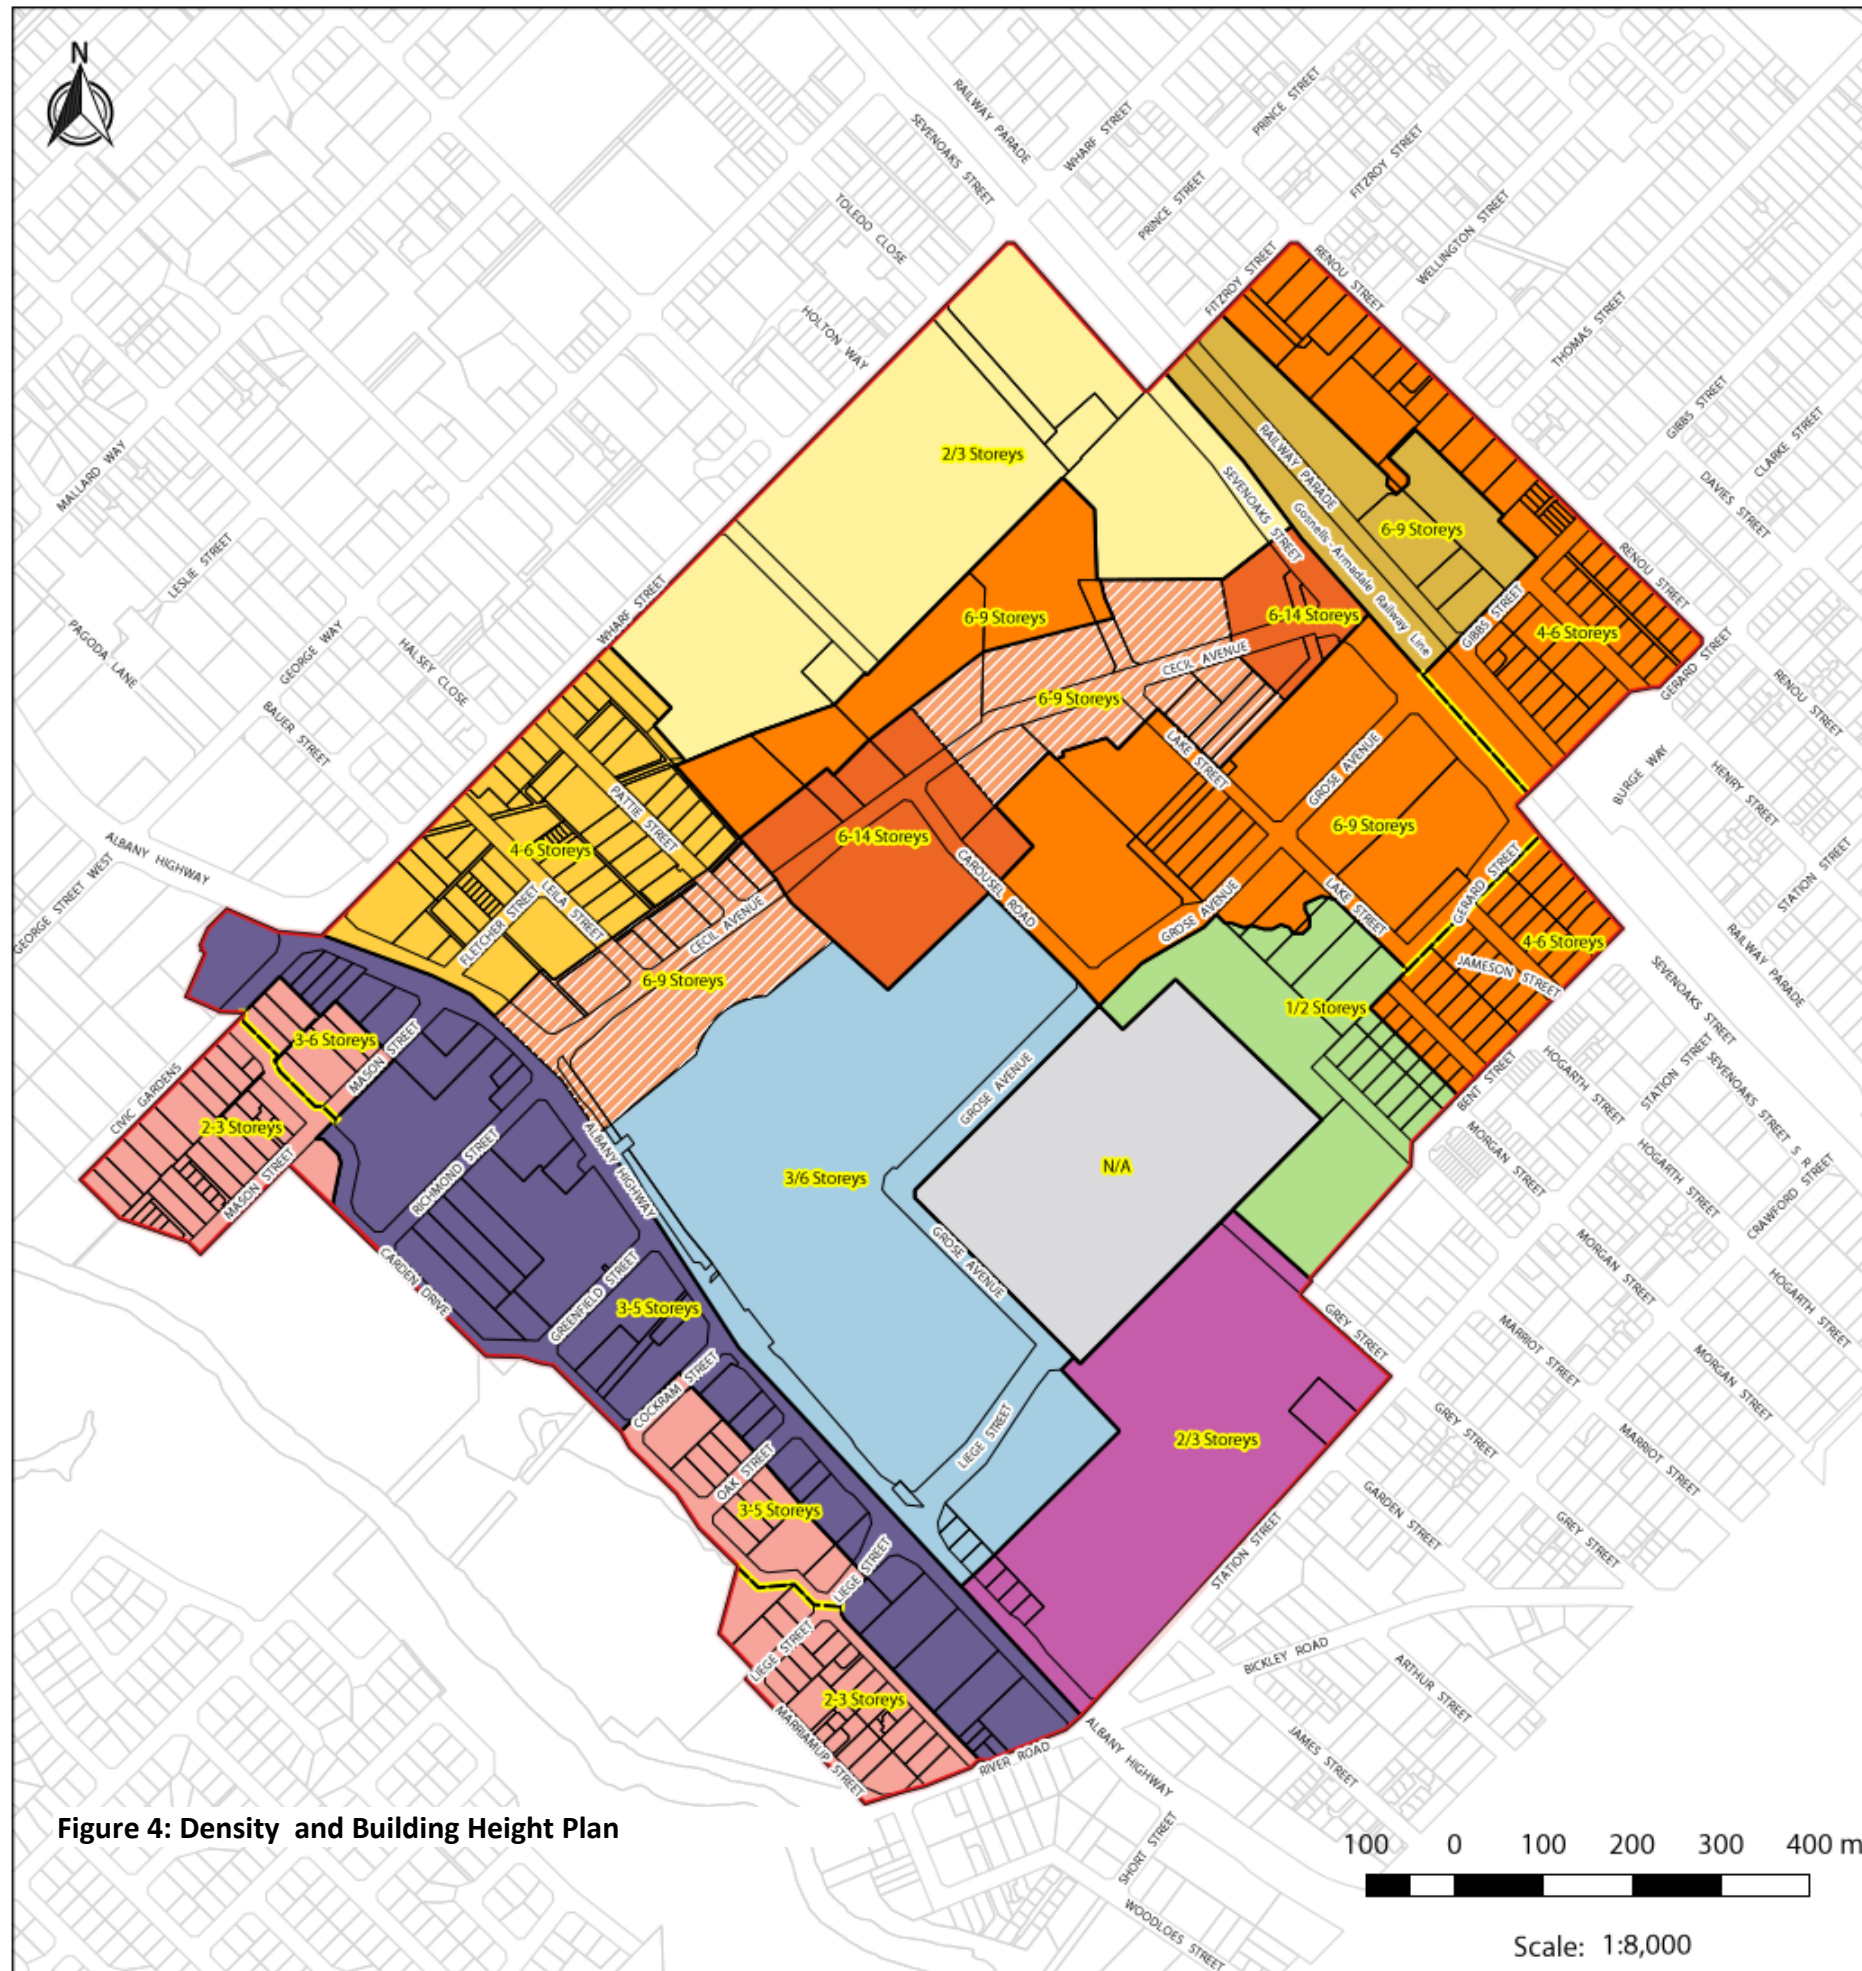 N
RAILWAY PARADE
WHARF STREET
PRINCE STREET
SEVENOAKS STREET
FITZROY STREET
PRINCE STREET
TOLEDO CLOSE
WELLINGTON STREET
FITZROY STREET
RENOU STREET
HOLTON WAY
THOMAS STREET
GIBBS STREET
CLARKE STREET
MALLARD WAY
2/3 Storeys
RAILWAY PARADE
SEVENOAKS STREET
DAVIES STREET
Gosnells - Armadale Railway Line
6-9 Storeys
LESLIE STREET
RENOU STREET
WHARF STREET
6-9 Storeys
6-14 Storeys
GIBBS STREET
4-6 Storeys
PAGODA LANE
GEORGE WAY
HALSEY CLOSE
CECIL AVENUE
GERARD STREET
RENOU STREET
6-9 Storeys
BAUER STREET
LAKE STREET
GROSE AVENUE
BURGE WAY
HENRY STREET
PATTIE STREET
6-14 Storeys
6-9 Storeys
4-6 Storeys
ALBANY HIGHWAY
CAROUSEL ROAD
GERARD STREET
STATION STREET
GEORGE STREET WEST
LEILA STREET
FLETCHER STREET
CECIL AVENUE
GROSE AVENUE
LAKE STREET
4-6 Storeys
RAILWAY PARADE
6-9 Storeys
JAMESON STREET
SEVENOAKS STREET
1/2 Storeys
3-6 Storeys
MASON STREET
CIVIC GARDENS
GROSE AVENUE
BENT STREET
HOGARTH STREET
STATION STREET
SEVENOAKS STREET S R
2-3 Storeys
RICHMOND STREET
ALBANY HIGHWAY
N/A
MORGAN STREET
HOGARTH STREET
CRAWFORD STREET
3/6 Storeys
MASON STREET
GROSE AVENUE
MORGAN STREET
HOGARTH STREET
CARDEN DRIVE
GREENFIELD STREET
3-5 Storeys
GREY STREET
MARRIOT STREET
MORGAN STREET
COCKRAM STREET
LIEGE STREET
GREY STREET
2/3 Storeys
MARRIOT STREET
OAK STREET
3-5 Storeys
GARDEN STREET
GREY STREET
STATION STREET
LIEGE STREET
LIEGE STREET
BICKLEY ROAD
ARTHUR STREET
2-3 Storeys
MARRIAMUP STREET
RIVER ROAD
ALBANY HIGHWAY
JAMES STREET
Figure 4: Density and Building Height Plan
SHORT STREET
100 0 100 200 300 400 m
WOODLOES STREET
Scale: 1:8,000